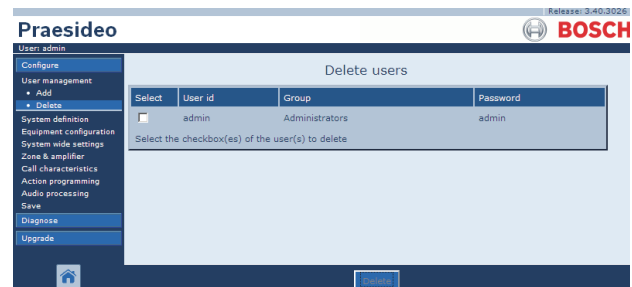 Release: 3.40.3026
Praesideo
BOSCH
User: admin
Configure
User management
• Add
• Delete
System definition
Equipment configuration
System wide settings
Zone & amplifier
Call characteristics
Action programming
Audio processing
Save
Diagnose
Upgrade
Delete users
Select User id Group Password
admin Administrators admin
Select the checkbox(es) of the user(s) to delete
Delete